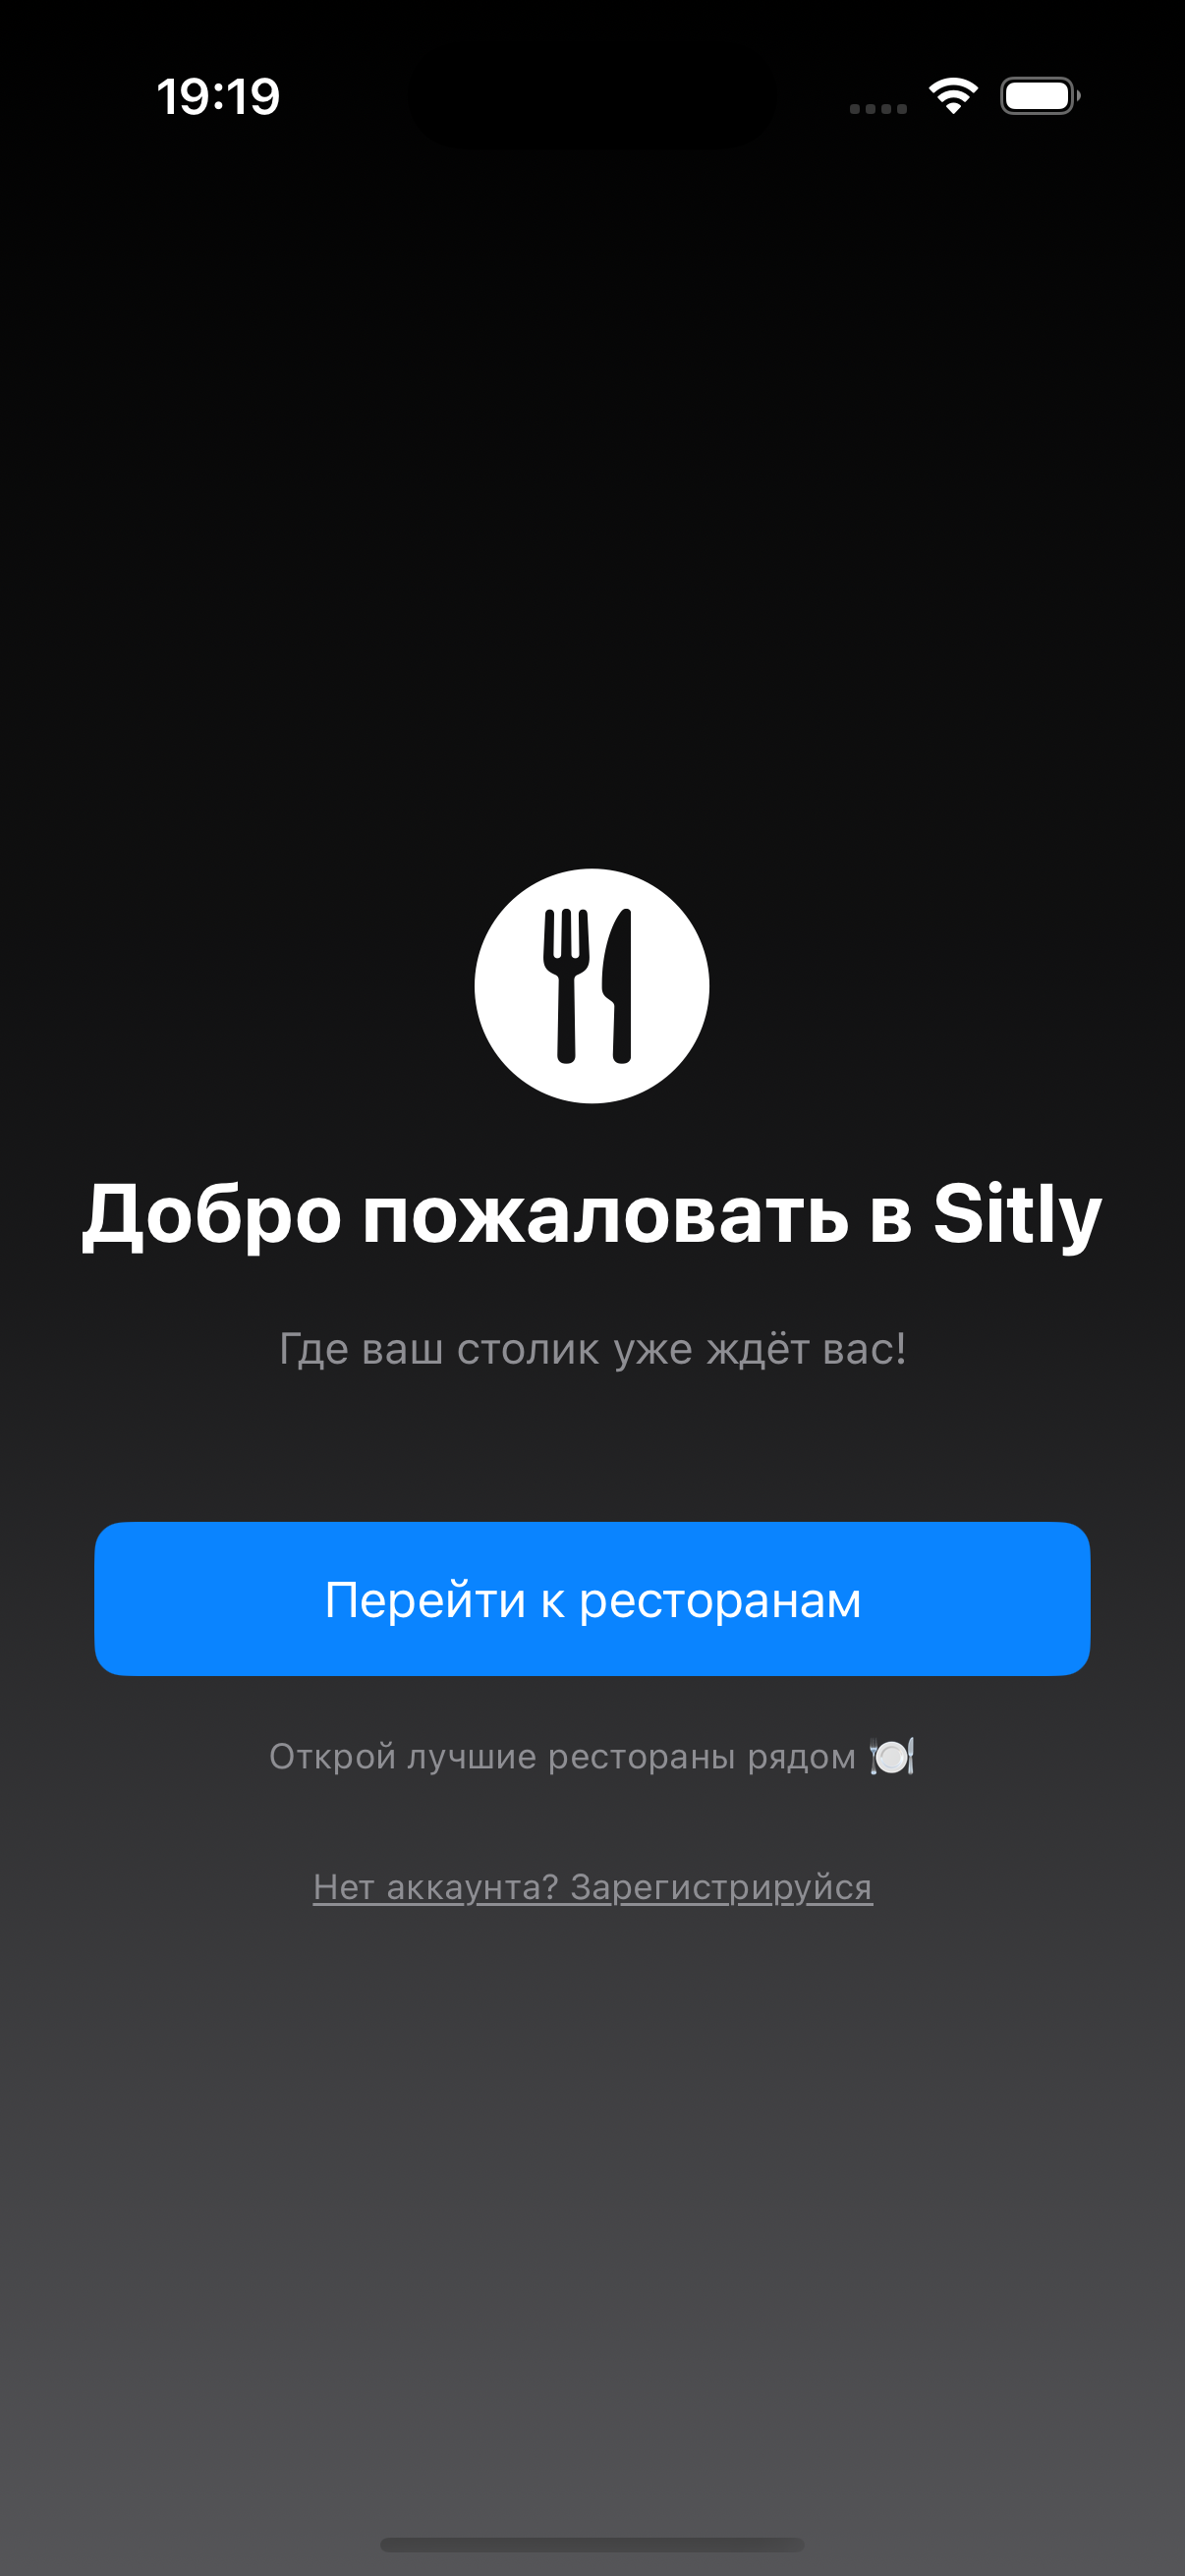 19:19
Добро пожаловать в Sitly
Где ваш столик уже ждёт вас!
Перейти к ресторанам
Открой лучшие рестораны рядом 🍽️
Нет аккаунта? Зарегистрируйся